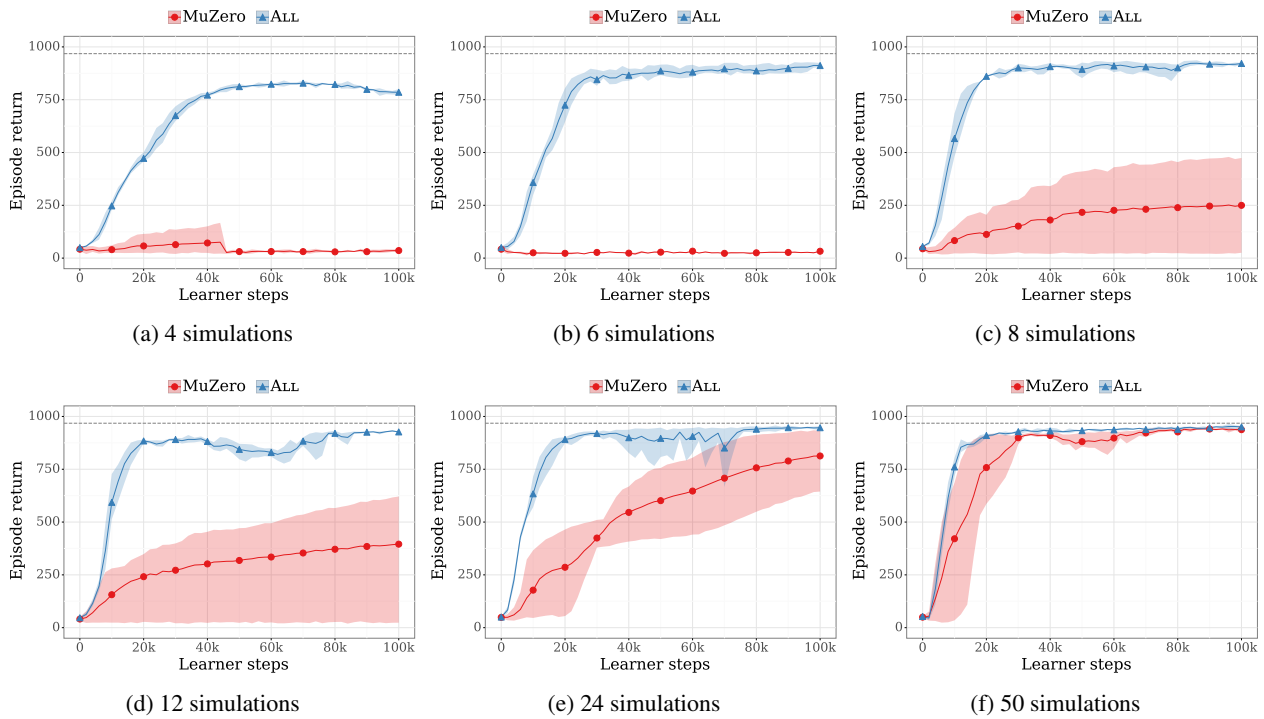 MuZero ALL
1000
750
500
250
0
Episode return
0 20k 40k 60k 80k 100k
Learner steps
(a) 4 simulations
MuZero ALL
1000
750
500
250
0
Episode return
0 20k 40k 60k 80k 100k
Learner steps
(b) 6 simulations
MuZero ALL
1000
750
500
250
0
Episode return
0 20k 40k 60k 80k 100k
Learner steps
(c) 8 simulations
MuZero ALL
1000
750
500
250
0
Episode return
0 20k 40k 60k 80k 100k
Learner steps
(d) 12 simulations
MuZero ALL
1000
750
500
250
0
Episode return
0 20k 40k 60k 80k 100k
Learner steps
(e) 24 simulations
MuZero ALL
1000
750
500
250
0
Episode return
0 20k 40k 60k 80k 100k
Learner steps
(f) 50 simulations